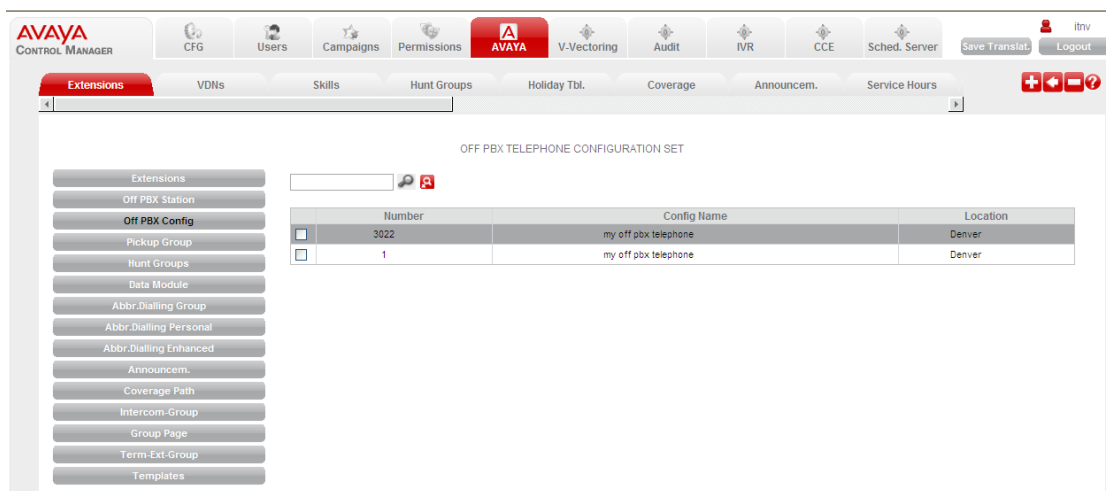 AVAYA
CONTROL MANAGER
CFG
Users
Campaigns
Permissions
A
AVAYA
V-Vectoring
Audit
IVR
CCE
Sched. Server
itnv
Save Translat.
Logout
Extensions
VDNs
Skills
Hunt Groups
Holiday Tbl.
Coverage
Announcem.
Service Hours
OFF PBX TELEPHONE CONFIGURATION SET
Extensions
Off PBX Station
Off PBX Config
Pickup Group
Hunt Groups
Data Module
Abbr.Dialling Group
Abbr.Dialling Personal
Abbr.Dialling Enhanced
Announcem.
Coverage Path
Intercom-Group
Group Page
Term-Ext-Group
Templates
Number Config Name Location
3022 my off pbx telephone Denver
1 my off pbx telephone Denver